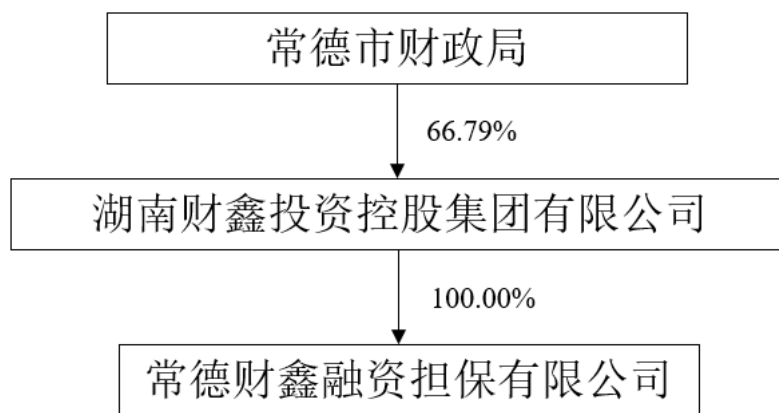 常德市财政局
66.79%
湖南财鑫投资控股集团有限公司
100.00%
常德财鑫融资担保有限公司